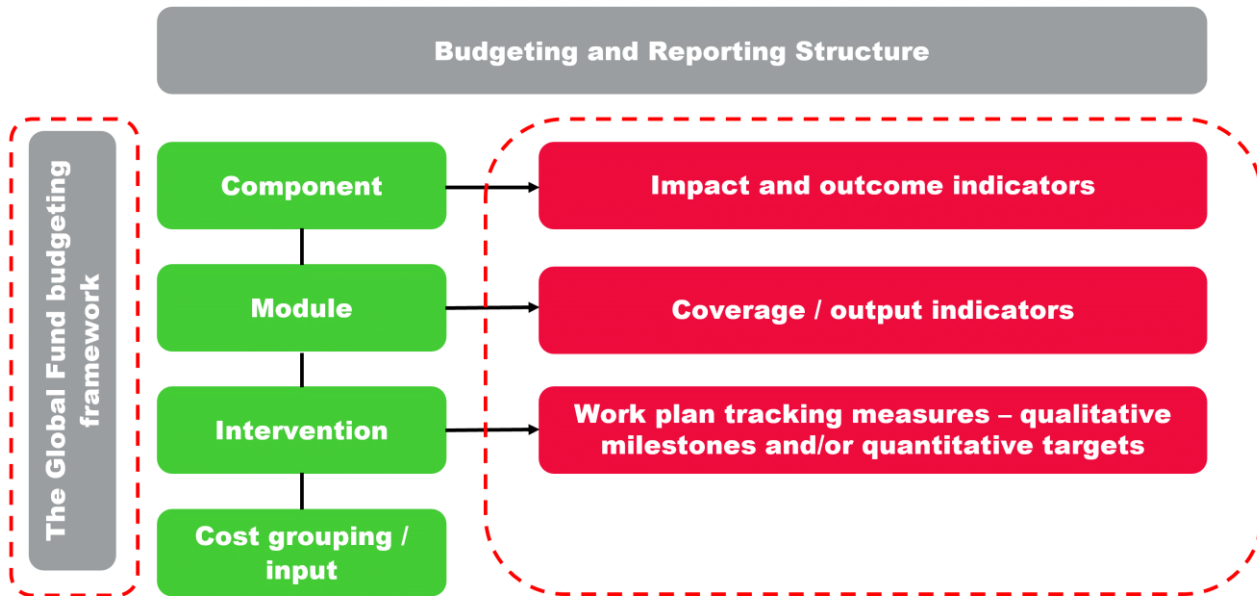 Budgeting and Reporting Structure
The Global Fund budgeting
framework
Component
Impact and outcome indicators
Module
Coverage / output indicators
Intervention
Work plan tracking measures – qualitative
milestones and/or quantitative targets
Cost grouping /
input